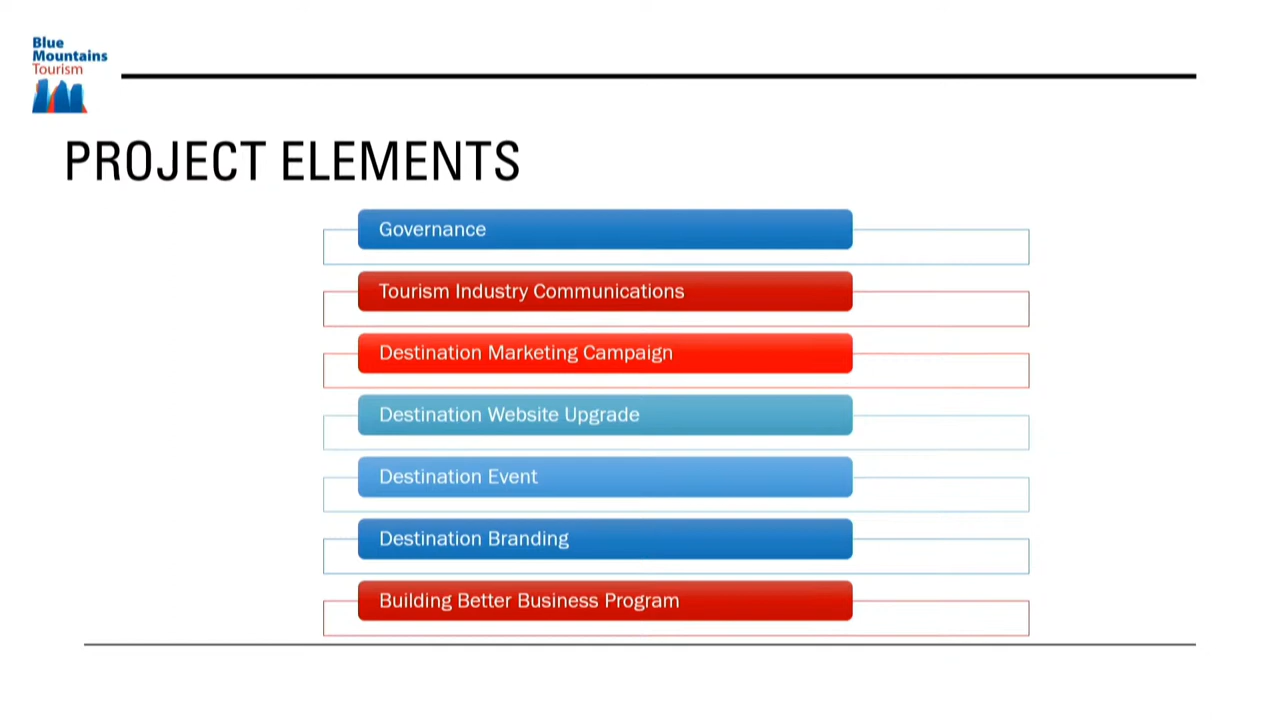 Blue
Mountains
Tourism
PROJECT ELEMENTS
Governance
Tourism Industry Communications
Destination Marketing Campaign
Destination Website Upgrade
Destination Event
Destination Branding
Building Better Business Program